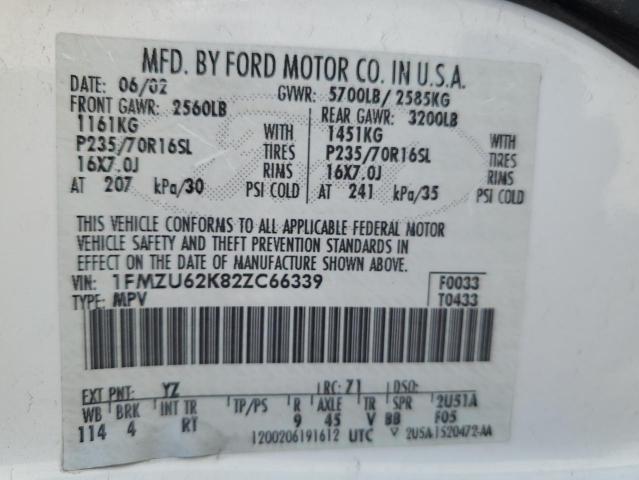 MFD. BY FORD MOTOR CO. IN U.S.A.
DATE: 06/02 GVWR: 5700LB/ 2585KG
FRONT GAWR: 2560LB REAR GAWR: 3200LB
1161KG WITH 1451KG WITH
P235/70R16SL TIRES P235/70R16SL TIRES
16X7.0J RIMS 16X7.0J RIMS
AT 207 kPa/30 PSI COLD AT 241 kPa/35 PSI COLD
THIS VEHICLE CONFORMS TO ALL APPLICABLE FEDERAL MOTOR
VEHICLE SAFETY AND THEFT PREVENTION STANDARDS IN
EFFECT ON THE DATE OF MANUFACTURE SHOWN ABOVE.
VIN: 1FMZU62K82ZC66339 F0033
TYPE: MPV T0433
EXT PNT: YZ RC: 71 DSO:
WB BRK INT TR TP/PS R AXLE TR SPR 2U51A
114 4 RT 9 45 V BB F05
1200206191612 UTC 2U5A-1520472-AA